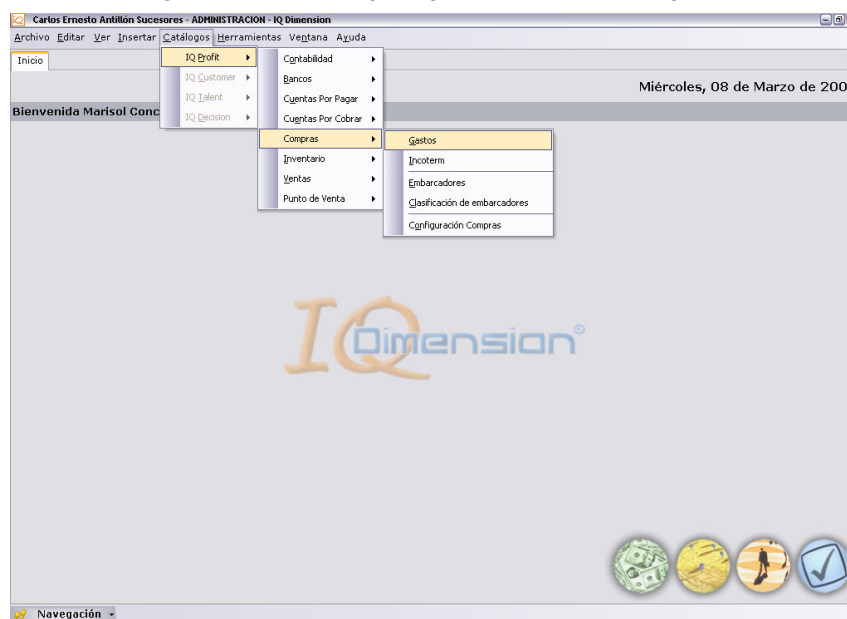 Carlos Ernesto Antillón Sucesores - ADMINISTRACION - IQ Dimension
Archivo Editar Ver Insertar Catálogos Herramientas Ventana Ayuda
Inicio
IQ Profit
IQ Customer
IQ Talent
IQ Decision
Contabilidad
Bancos
Cuentas Por Pagar
Cuentas Por Cobrar
Compras
Inventario
Ventas
Punto de Venta
Gastos
Incoterm
Embarcadores
Clasificación de embarcadores
Configuración Compras
Miércoles, 08 de Marzo de 200
Bienvenida Marisol Conc
IQ Dimension®
Navegación